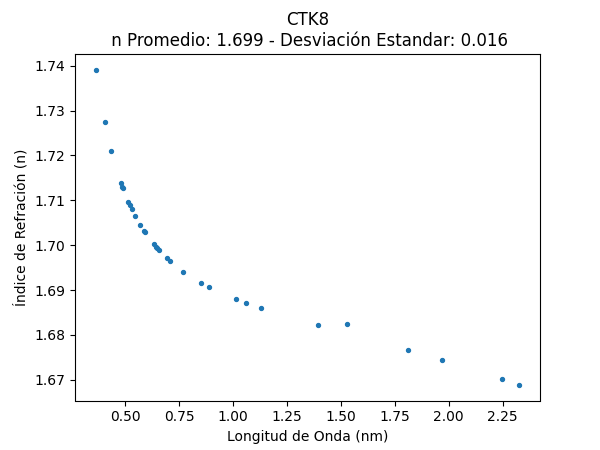 CTK8
n Promedio: 1.699 - Desviación Estandar: 0.016
1.74
1.73
1.72
1.71
1.70
1.69
1.68
1.67
Índice de Refración (n)
0.50 0.75 1.00 1.25 1.50 1.75 2.00 2.25
Longitud de Onda (nm)